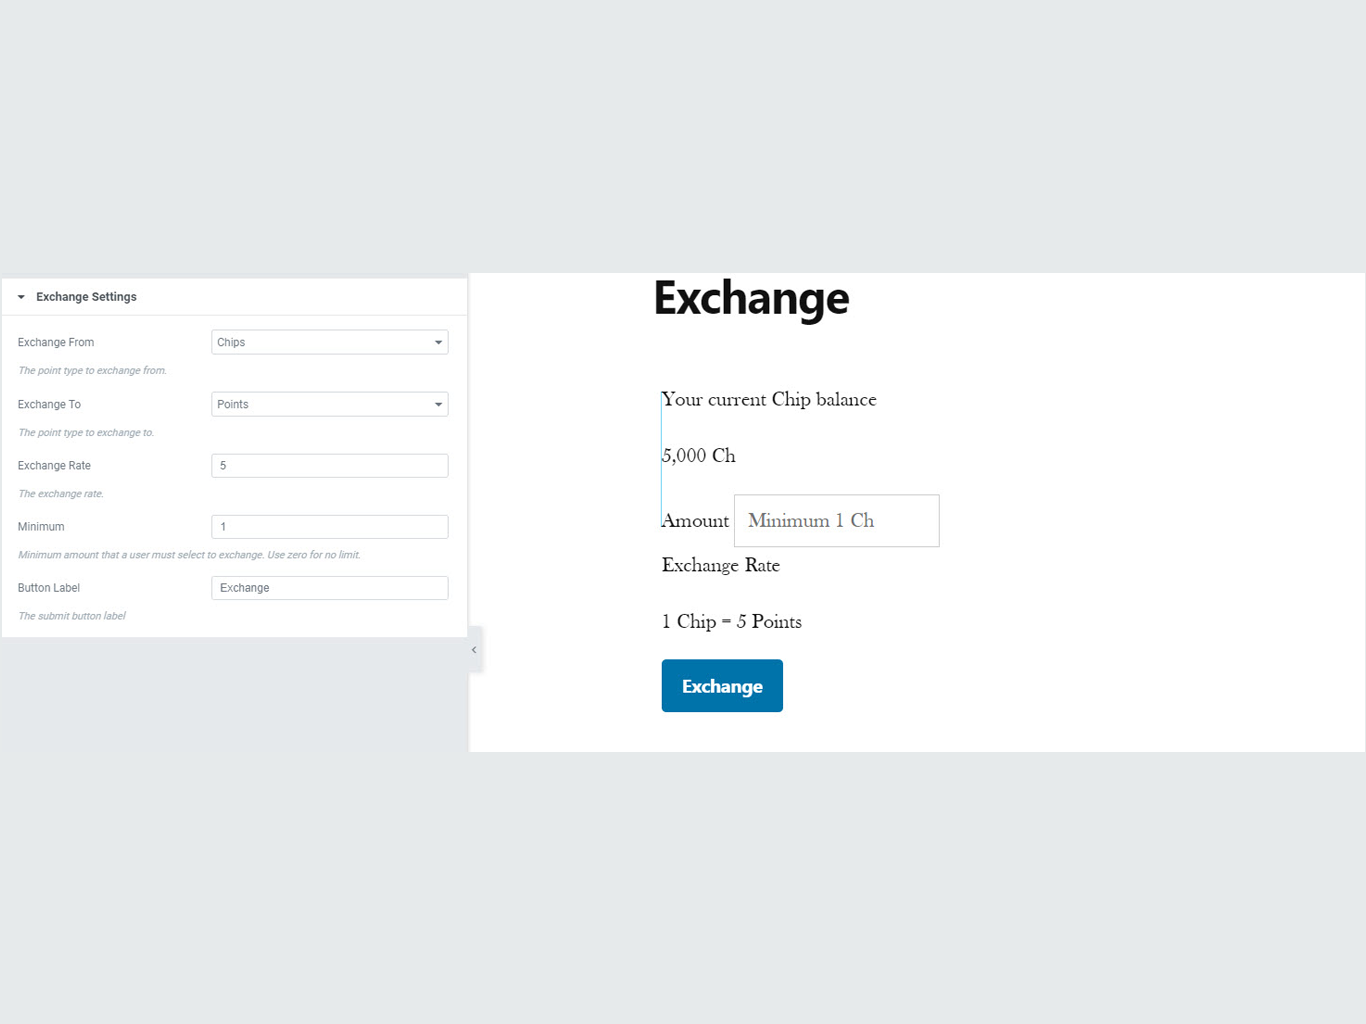 Exchange Settings
Exchange From Chips
The point type to exchange from.
Exchange To Points
The point type to exchange to.
Exchange Rate 5
The exchange rate.
Minimum 1
Minimum amount that a user must select to exchange. Use zero for no limit.
Button Label Exchange
The submit button label
Exchange
Your current Chip balance
5,000 Ch
Amount Minimum 1 Ch
Exchange Rate
1 Chip = 5 Points
Exchange